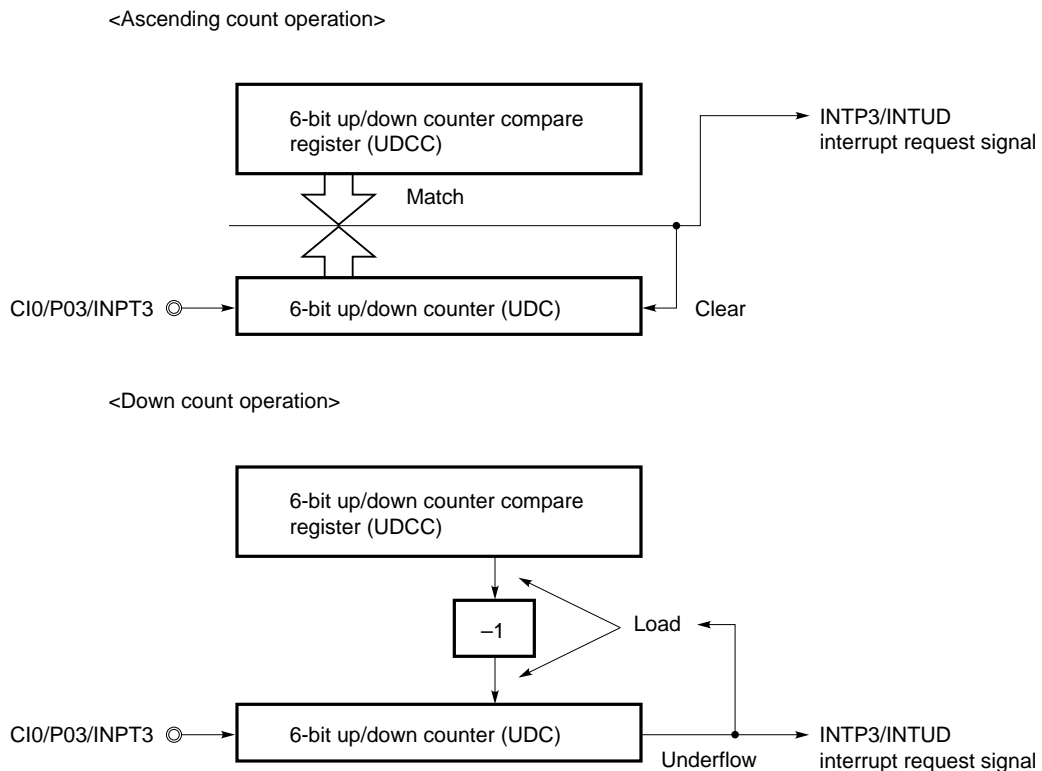 <Ascending count operation>
6-bit up/down counter compare
register (UDCC)
INTP3/INTUD
interrupt request signal
Match
CI0/P03/INPT3
6-bit up/down counter (UDC)
Clear
<Down count operation>
6-bit up/down counter compare
register (UDCC)
–1
Load
CI0/P03/INPT3
6-bit up/down counter (UDC)
Underflow
INTP3/INTUD
interrupt request signal